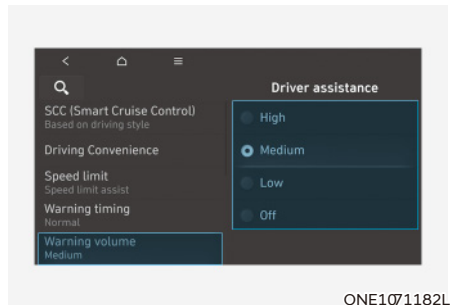 Driver assistance
SCC (Smart Cruise Control)
Based on driving style
Driving Convenience
Speed limit
Speed limit assist
Warning timing
Normal
Warning volume
Medium
High
Medium
Low
Off
ONE1071182L